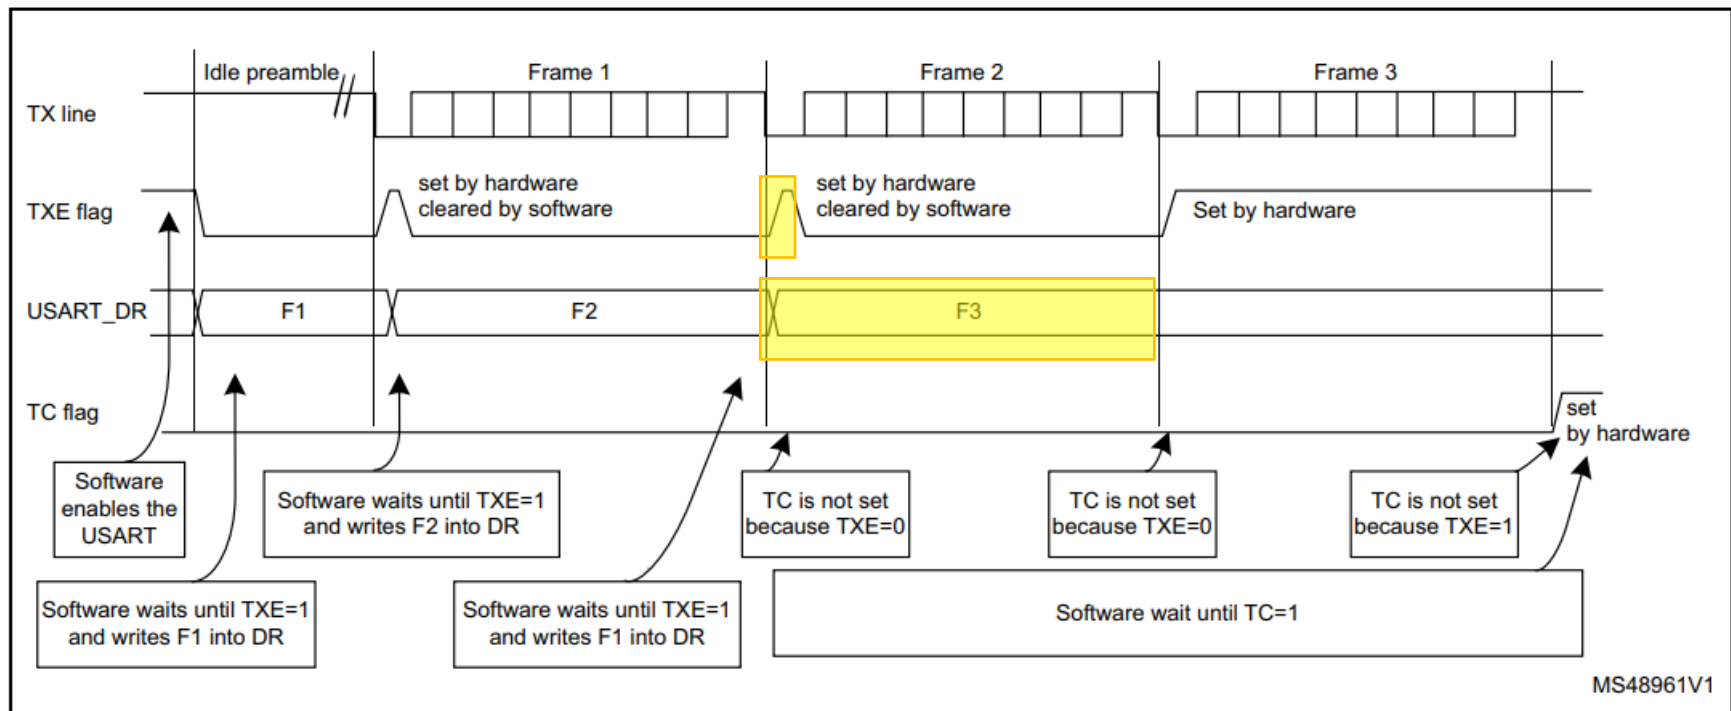 Idle preamble
Frame 1
Frame 2
Frame 3
TX line
TXE flag
set by hardware
cleared by software
set by hardware
cleared by software
Set by hardware
USART_DR
F1
F2
F3
TC flag
set
by hardware
Software
enables the
USART
Software waits until TXE=1
and writes F2 into DR
TC is not set
because TXE=0
TC is not set
because TXE=0
TC is not set
because TXE=1
Software waits until TXE=1
and writes F1 into DR
Software waits until TXE=1
and writes F1 into DR
Software wait until TC=1
MS48961V1